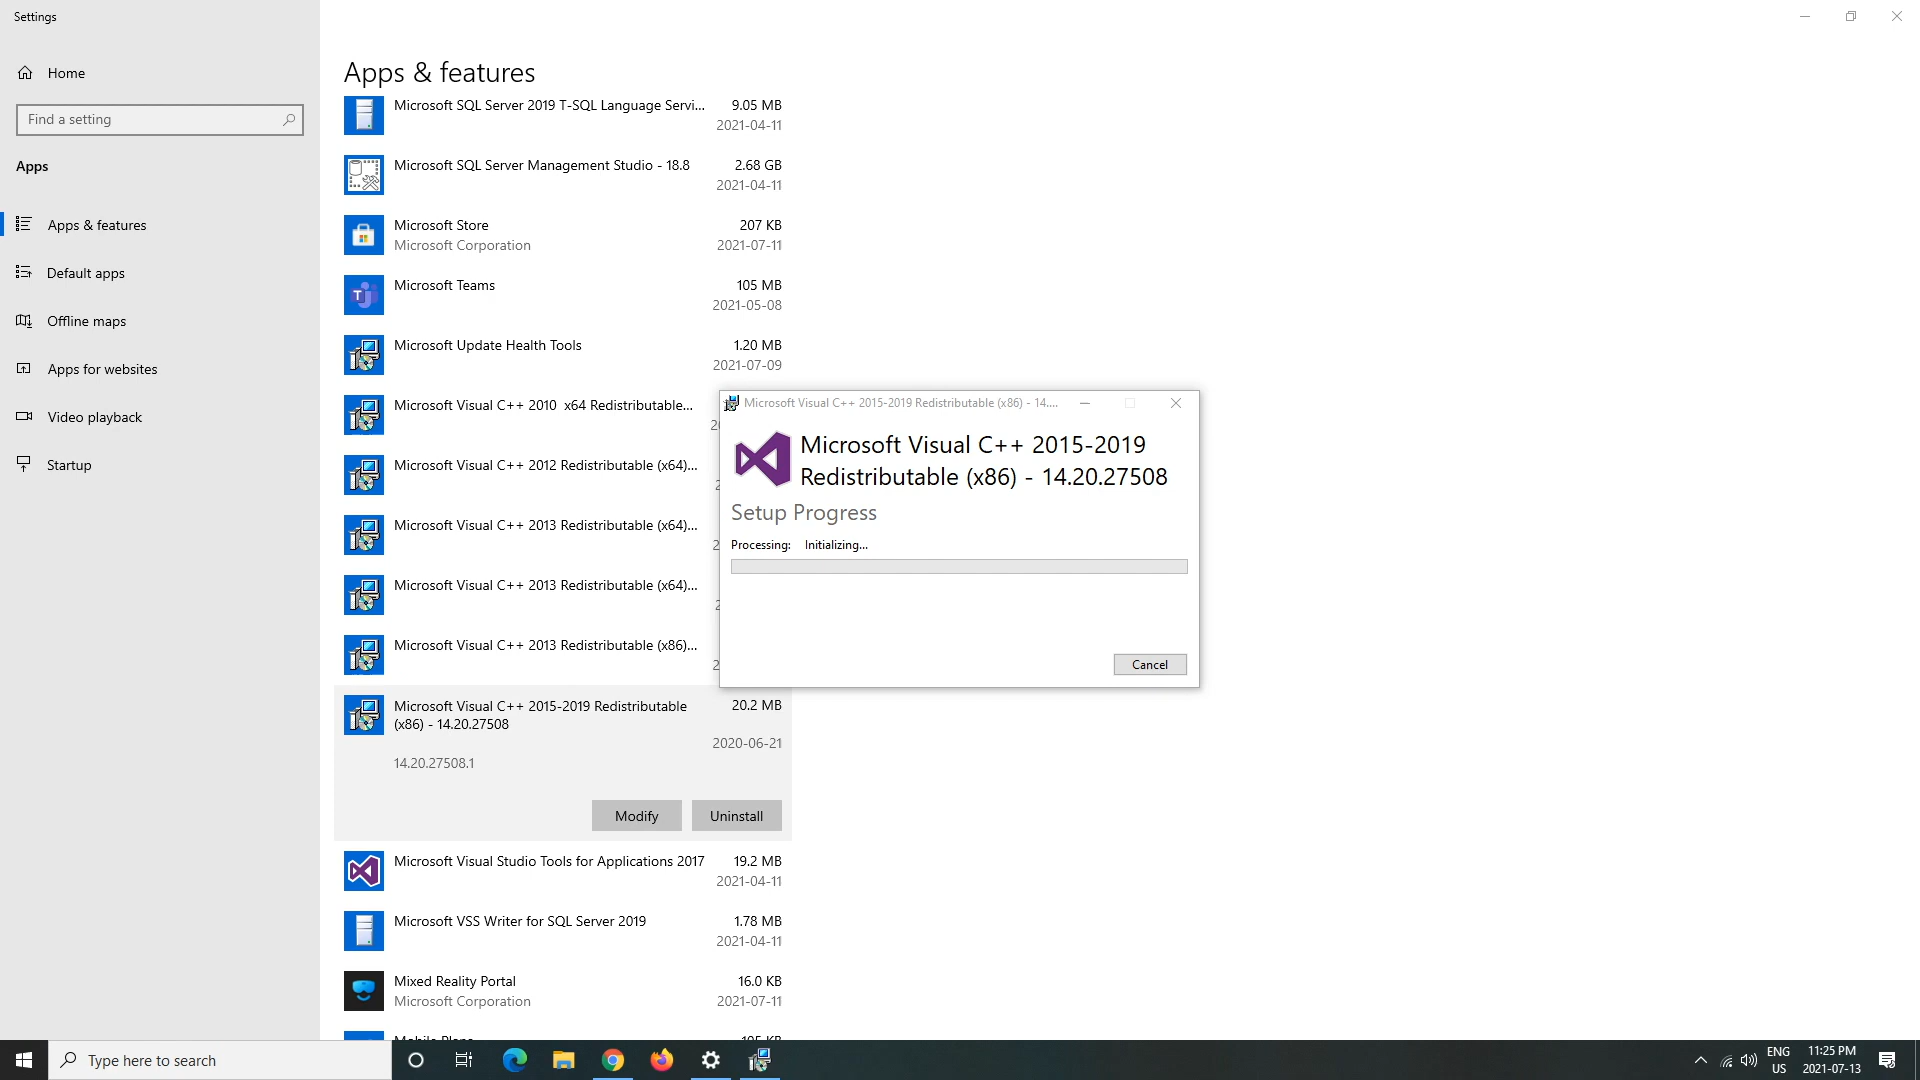 Settings
Home
Find a setting
Apps
Apps & features
Default apps
Offline maps
Apps for websites
Video playback
Startup
Apps & features
Microsoft SQL Server 2019 T-SQL Language Servi... 9.05 MB
2021-04-11
Microsoft SQL Server Management Studio - 18.8 2.68 GB
2021-04-11
Microsoft Store 207 KB
Microsoft Corporation 2021-07-11
Microsoft Teams 105 MB
2021-05-08
Microsoft Update Health Tools 1.20 MB
2021-07-09
Microsoft Visual C++ 2010 x64 Redistributable...
Microsoft Visual C++ 2012 Redistributable (x64)...
Microsoft Visual C++ 2013 Redistributable (x64)...
Microsoft Visual C++ 2013 Redistributable (x64)...
Microsoft Visual C++ 2013 Redistributable (x86)...
Microsoft Visual C++ 2015-2019 Redistributable 20.2 MB
(x86) - 14.20.27508
2020-06-21
14.20.27508.1
Modify Uninstall
Microsoft Visual Studio Tools for Applications 2017 19.2 MB
2021-04-11
Microsoft VSS Writer for SQL Server 2019 1.78 MB
2021-04-11
Mixed Reality Portal 16.0 KB
Microsoft Corporation 2021-07-11
Microsoft Visual C++ 2015-2019 Redistributable (x86) - 14....
Microsoft Visual C++ 2015-2019
Redistributable (x86) - 14.20.27508
Setup Progress
Processing: Initializing...
Cancel
Type here to search
ENG
US
11:25 PM
2021-07-13